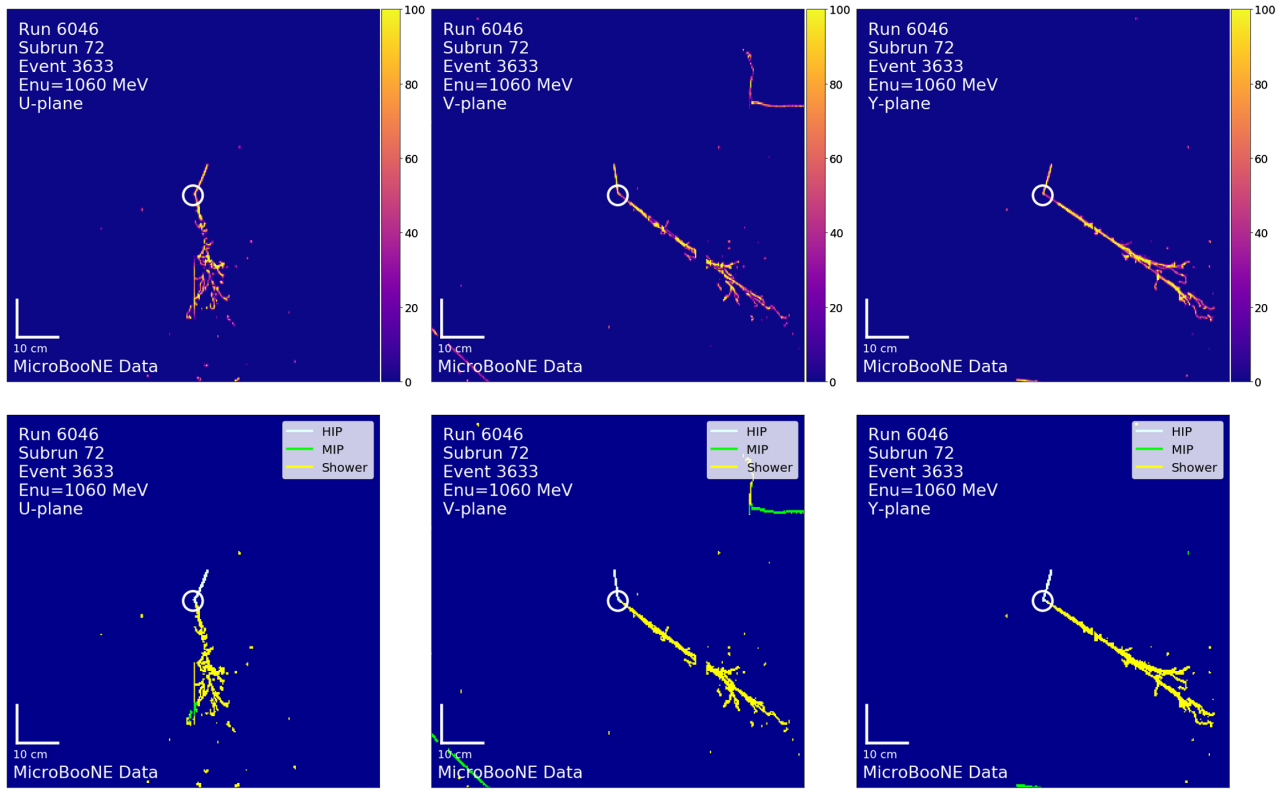 Run 6046
Subrun 72
Event 3633
Enu=1060 MeV
U-plane
10 cm
MicroBooNE Data
100
80
60
40
20
0
Run 6046
Subrun 72
Event 3633
Enu=1060 MeV
V-plane
10 cm
MicroBooNE Data
100
80
60
40
20
0
Run 6046
Subrun 72
Event 3633
Enu=1060 MeV
Y-plane
10 cm
MicroBooNE Data
100
80
60
40
20
0
Run 6046
Subrun 72
Event 3633
Enu=1060 MeV
U-plane
HIP
MIP
Shower
10 cm
MicroBooNE Data
Run 6046
Subrun 72
Event 3633
Enu=1060 MeV
V-plane
HIP
MIP
Shower
10 cm
MicroBooNE Data
Run 6046
Subrun 72
Event 3633
Enu=1060 MeV
Y-plane
HIP
MIP
Shower
10 cm
MicroBooNE Data